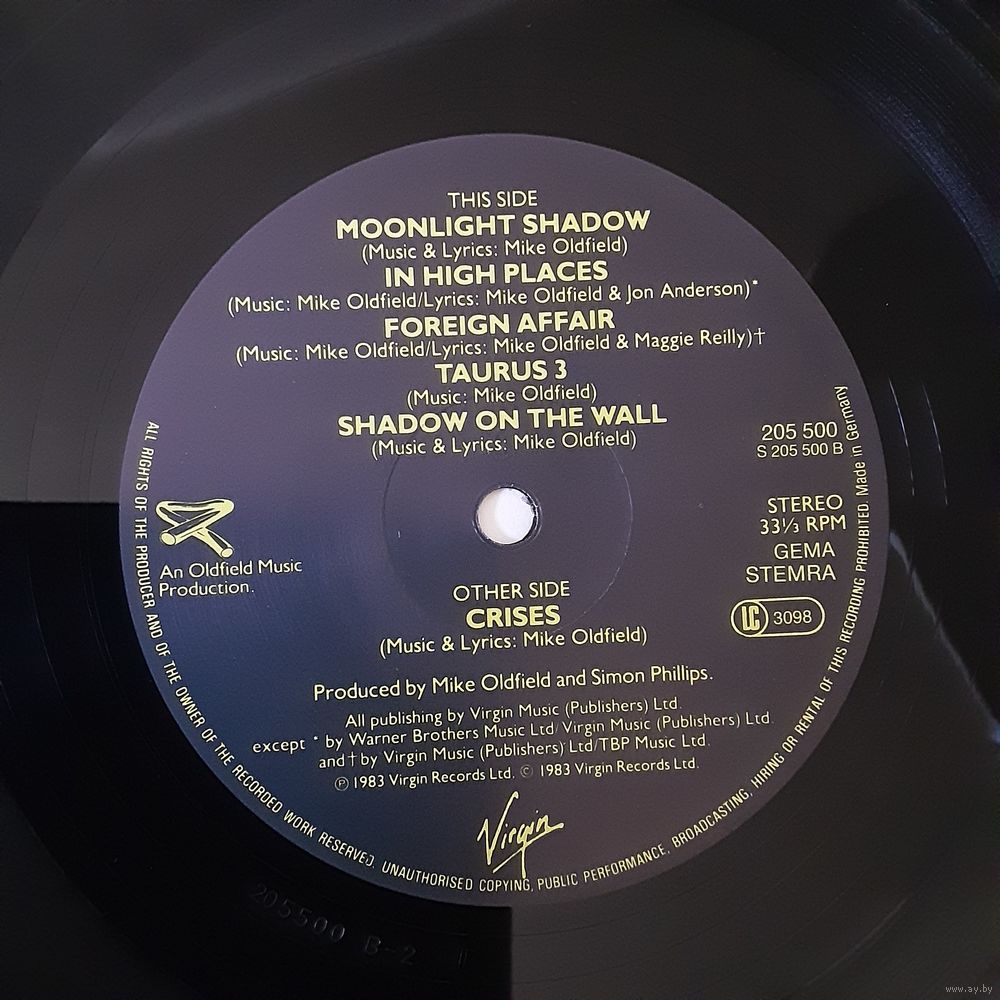 THIS SIDE
MOONLIGHT SHADOW
(Music & Lyrics: Mike Oldfield)
IN HIGH PLACES
(Music: Mike Oldfield/Lyrics: Mike Oldfield & Jon Anderson)*
FOREIGN AFFAIR
(Music: Mike Oldfield/Lyrics: Mike Oldfield & Maggie Reilly)†
TAURUS 3
(Music: Mike Oldfield)
SHADOW ON THE WALL
(Music & Lyrics: Mike Oldfield)
205 500
S 205 500 B
STEREO
33⅓ RPM
GEMA
STEMRA
LC 3098
An Oldfield Music
Production.
OTHER SIDE
CRISES
(Music & Lyrics: Mike Oldfield)
Produced by Mike Oldfield and Simon Phillips.
All publishing by Virgin Music (Publishers) Ltd.
except * by Warner Brothers Music Ltd/Virgin Music (Publishers) Ltd.
and † by Virgin Music (Publishers) Ltd/TBP Music Ltd.
℗ 1983 Virgin Records Ltd. © 1983 Virgin Records Ltd.
Virgin
ALL RIGHTS OF THE PRODUCER AND OF THE OWNER OF THE RECORDED WORK RESERVED. UNAUTHORISED COPYING, PUBLIC PERFORMANCE, BROADCASTING, HIRING OR RENTAL OF THIS RECORDING PROHIBITED. Made in Germany
205500 B-2
www.ay.by